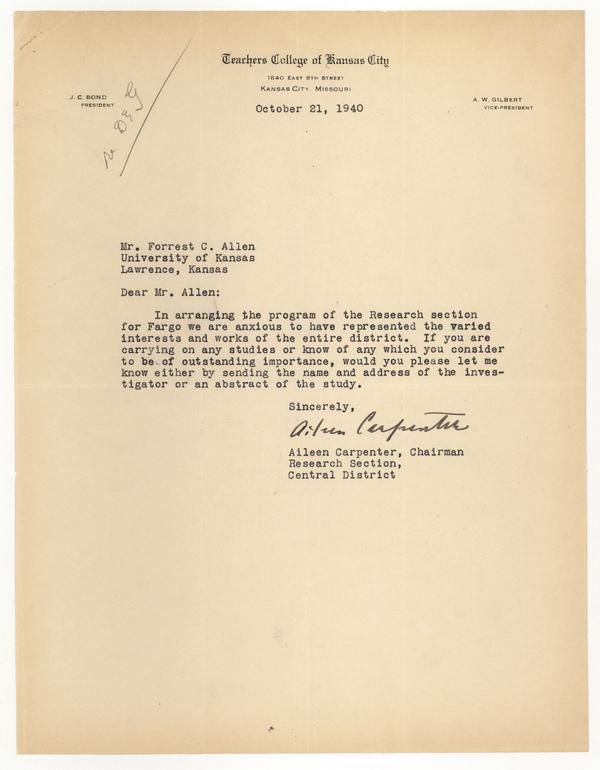 Teachers College of Kansas City
1840 East 8th Street
Kansas City, Missouri
J. C. Bond
President
A. W. Gilbert
Vice-President
October 21, 1940
Mr. Forrest C. Allen
University of Kansas
Lawrence, Kansas
Dear Mr. Allen:
In arranging the program of the Research section
for Fargo we are anxious to have represented the varied
interests and works of the entire district. If you are
carrying on any studies or know of any which you consider
to be of outstanding importance, would you please let me
know either by sending the name and address of the inves-
tigator or an abstract of the study.
Sincerely,
Aileen Carpenter
Aileen Carpenter, Chairman
Research Section,
Central District